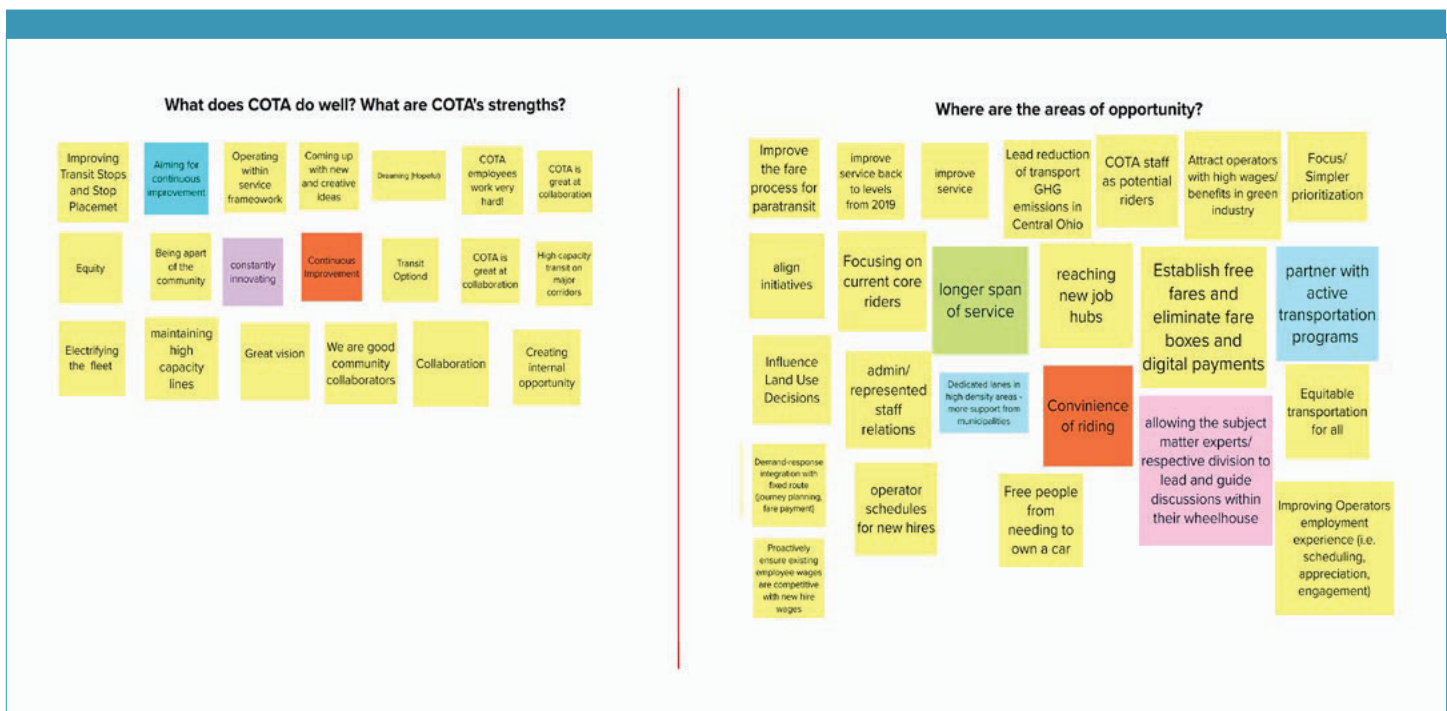 What does COTA do well? What are COTA's strengths?
Improving
Transit Stops
and Stop
Placemet
Aiming for
continuous
improvement
Operating
within
service
frameowork
Coming up
with new
and creative
ideas
Dreaming (Hopeful)
COTA
employees
work very
hard!
COTA is
great at
collaboration
Equity
Being apart
of the
community
constantly
innovating
Continuous
Improvement
Transit
Optiond
COTA is
great at
collaboration
High capacity
transit on
major
corridors
Electrifying
the fleet
maintaining
high
capacity
lines
Great vision
We are good
community
collaborators
Collaboration
Creating
internal
opportunity
Where are the areas of opportunity?
Improve
the fare
process for
paratransit
improve
service back
to levels
from 2019
improve
service
Lead reduction
of transport
GHG
emissions in
Central Ohio
COTA staff
as potential
riders
Attract operators
with high wages/
benefits in green
industry
Focus/
Simpler
prioritization
align
initiatives
Focusing on
current core
riders
longer span
of service
reaching
new job
hubs
Establish free
fares and
eliminate fare
boxes and
digital payments
partner with
active
transportation
programs
Influence
Land Use
Decisions
admin/
represented
staff
relations
Dedicated lanes in
high density areas -
more support from
municipalities
Convinience
of riding
allowing the subject
matter experts/
respective division to
lead and guide
discussions within
their wheelhouse
Equitable
transportation
for all
Demand-response
integration with
fixed route
(journey planning,
fare payment)
operator
schedules
for new hires
Free people
from
needing to
own a car
Improving Operators
employment
experience (i.e.
scheduling,
appreciation,
engagement)
Proactively
ensure existing
employee wages
are competitive
with new hire
wages